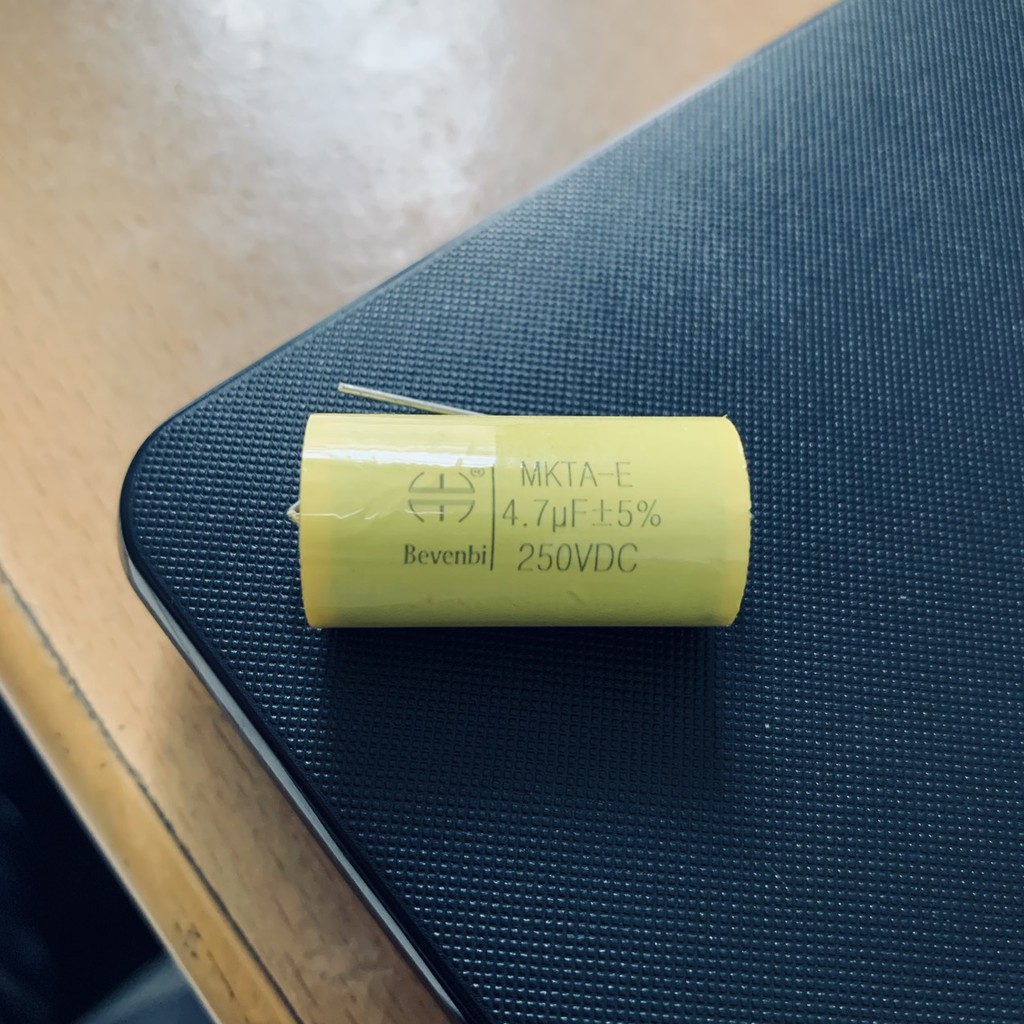 ®
Bevenbi
MKTA-E
4.7µF±5%
250VDC